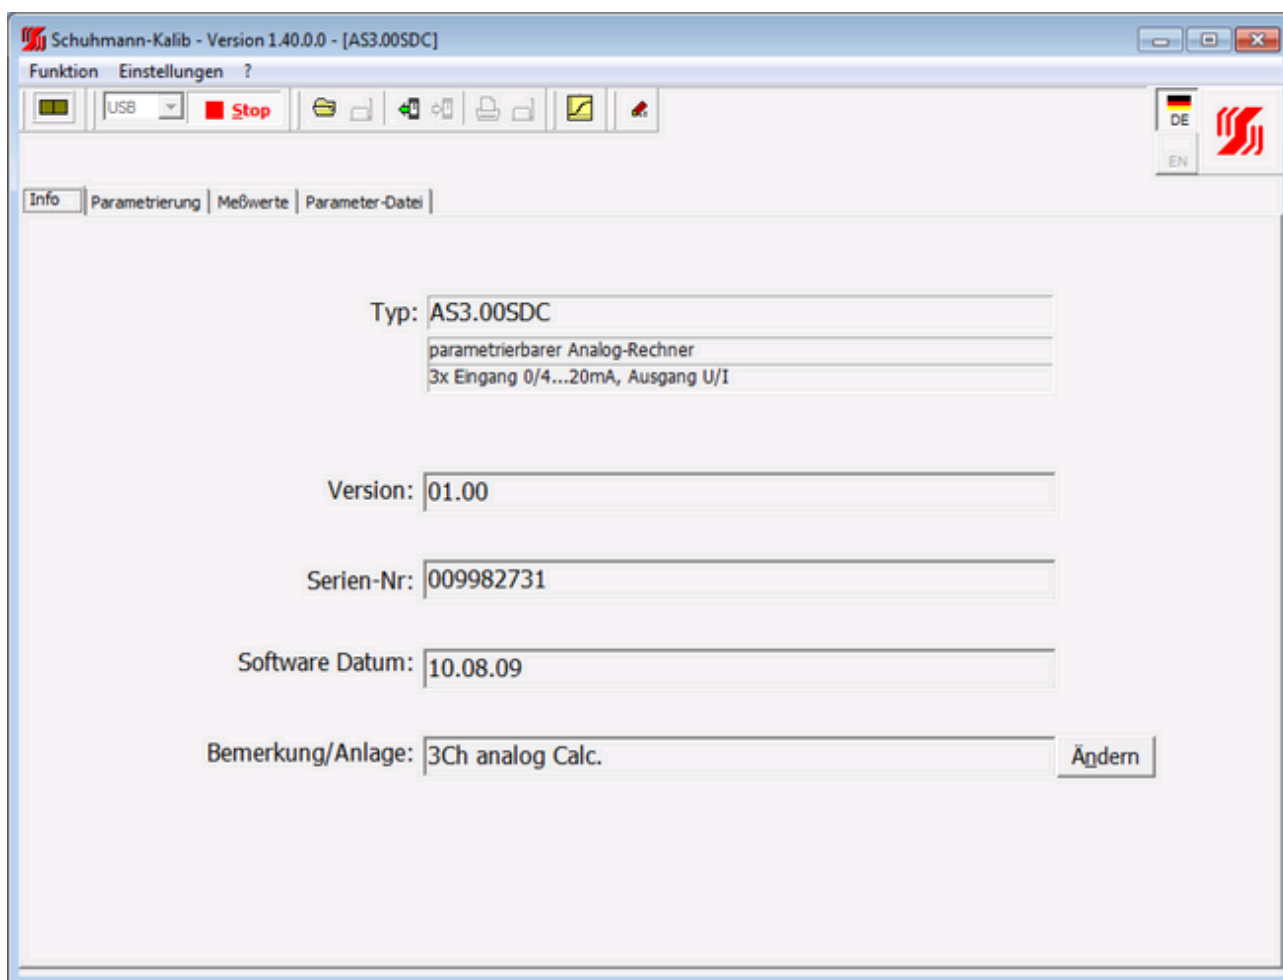 Schuhmann-Kalib - Version 1.40.0.0 - [AS3.00SDC]
Funktion Einstellungen ?
USB Stop DE
EN
Info Parametrierung Meßwerte Parameter-Datei
Typ: AS3.00SDC
parametrierbarer Analog-Rechner
3x Eingang 0/4...20mA, Ausgang U/I
Version: 01.00
Serien-Nr: 009982731
Software Datum: 10.08.09
Bemerkung/Anlage: 3Ch analog Calc. Ändern